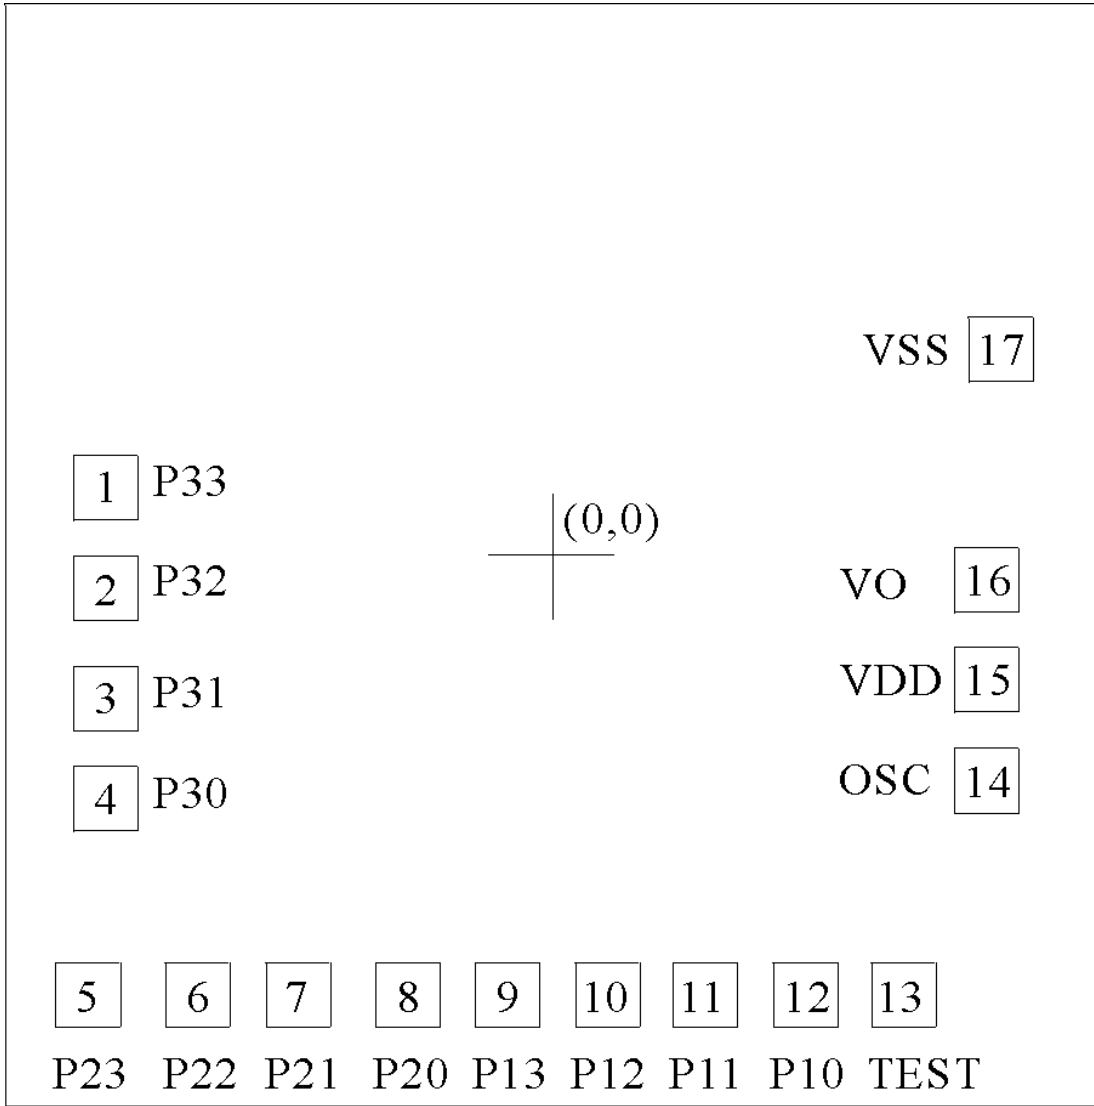 VSS 17
1 P33
(0,0)
2 P32
VO 16
3 P31
VDD 15
4 P30
OSC 14
5 6 7 8 9 10 11 12 13
P23 P22 P21 P20 P13 P12 P11 P10 TEST